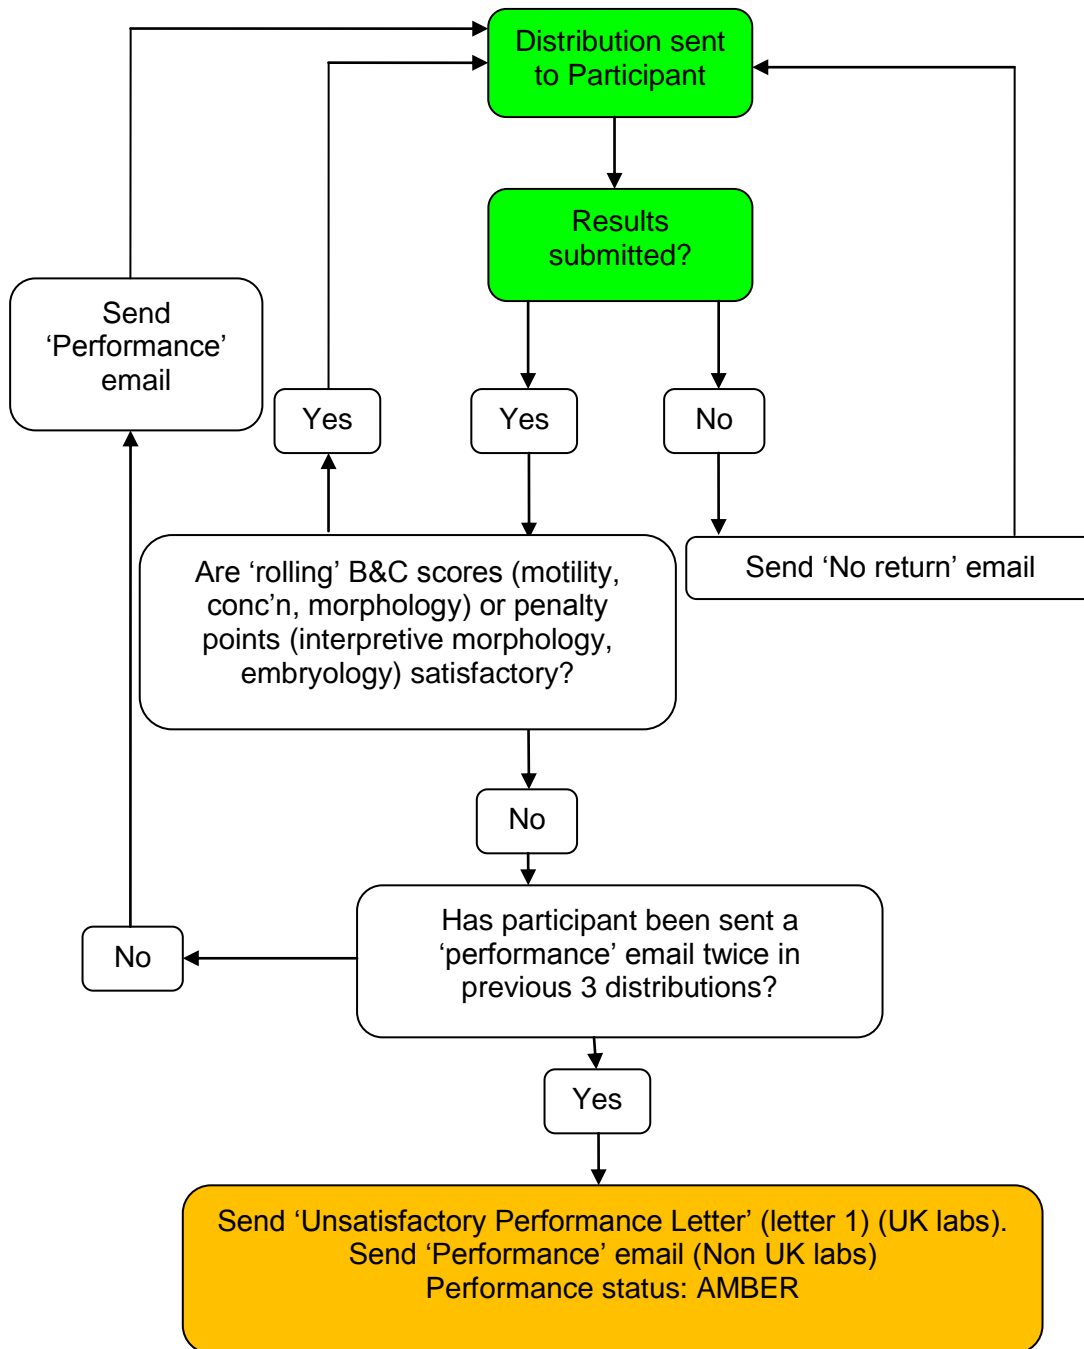 Distribution sent
to Participant
Results
submitted?
Send
‘Performance’
email
Yes
Yes
No
Are ‘rolling’ B&C scores (motility,
conc’n, morphology) or penalty
points (interpretive morphology,
embryology) satisfactory?
Send ‘No return’ email
No
Has participant been sent a
‘performance’ email twice in
previous 3 distributions?
No
Yes
Send ‘Unsatisfactory Performance Letter’ (letter 1) (UK labs).
Send ‘Performance’ email (Non UK labs)
Performance status: AMBER